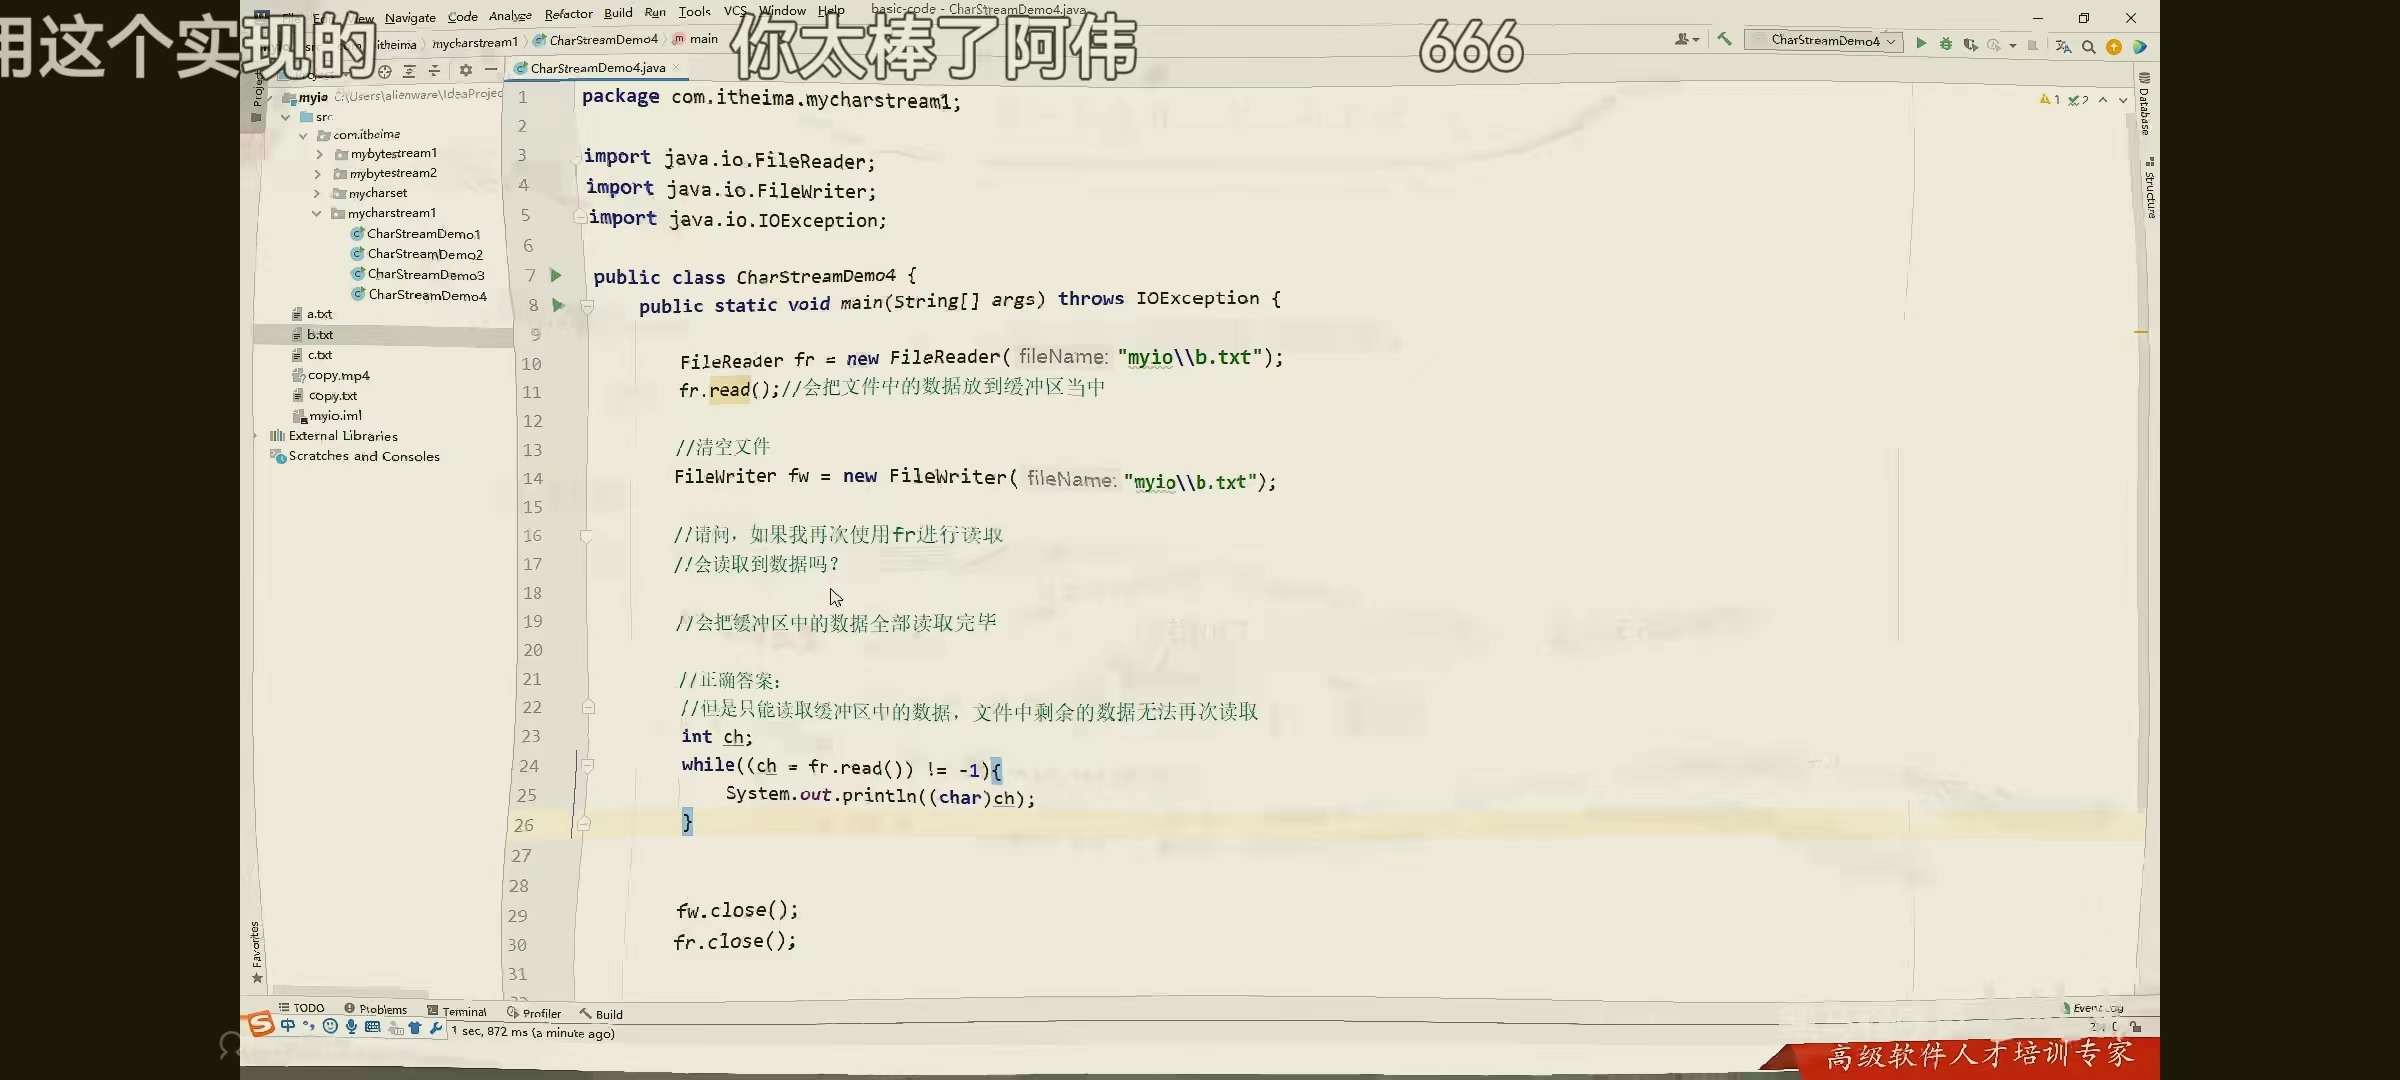 用这个实现的
你太棒了阿伟
666
File Edit View Navigate Code Analyze Refactor Build Run Tools VCS Window Help basic-code - CharStreamDemo4.java
itheima mycharstream1 CharStreamDemo4 main
CharStreamDemo4
Project
CharStreamDemo4.java
myio C:\Users\alienware\IdeaProjec
src
com.itheima
mybytestream1
mybytestream2
mycharset
mycharstream1
CharStreamDemo1
CharStreamDemo2
CharStreamDemo3
CharStreamDemo4
a.txt
b.txt
c.txt
copy.mp4
copy.txt
myio.iml
External Libraries
Scratches and Consoles
Favorites
1 package com.itheima.mycharstream1;
2
3 import java.io.FileReader;
4 import java.io.FileWriter;
5 import java.io.IOException;
6
7 public class CharStreamDemo4 {
8 public static void main(String[] args) throws IOException {
9
10 FileReader fr = new FileReader( fileName: "myio\\b.txt");
11 fr.read();//会把文件中的数据放到缓冲区当中
12
13 //清空文件
14 FileWriter fw = new FileWriter( fileName: "myio\\b.txt");
15
16 //请问，如果我再次使用fr进行读取
17 //会读取到数据吗？
18
19 //会把缓冲区中的数据全部读取完毕
20
21 //正确答案：
22 //但是只能读取缓冲区中的数据，文件中剩余的数据无法再次读取
23 int ch;
24 while((ch = fr.read()) != -1){
25 System.out.println((char)ch);
26 }
27
28
29 fw.close();
30 fr.close();
31
1 2
Database
Structure
TODO Problems Terminal Profiler Build
Event Log
中
1 sec, 872 ms (a minute ago)
高级软件人才培训专家